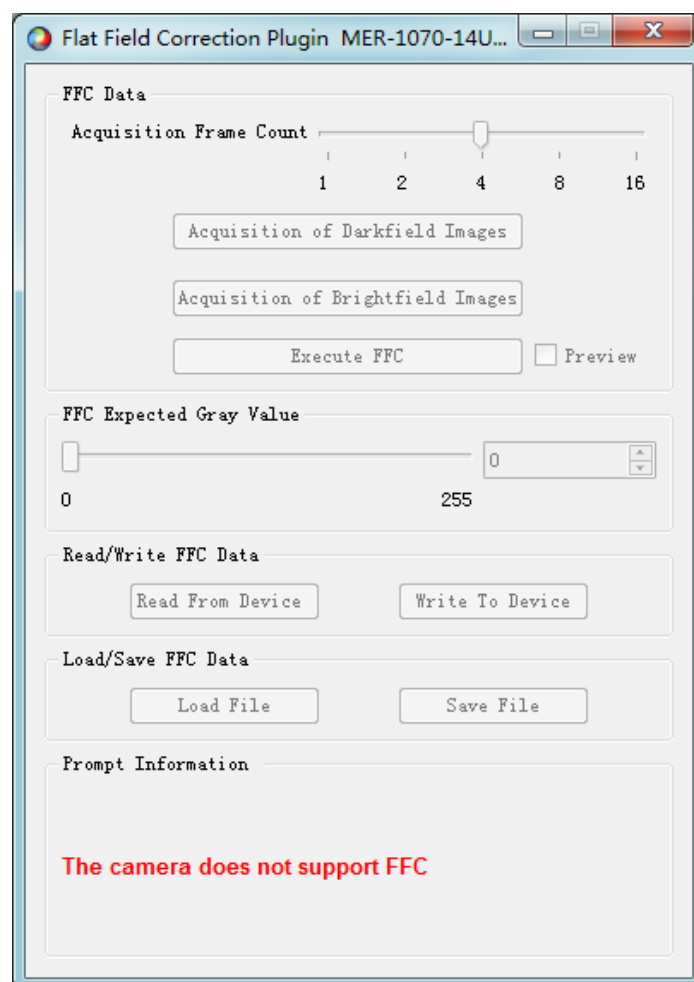 Flat Field Correction Plugin MER-1070-14U...
FFC Data
Acquisition Frame Count
1 2 4 8 16
Acquisition of Darkfield Images
Acquisition of Brightfield Images
Execute FFC Preview
FFC Expected Gray Value
0
0 255
Read/Write FFC Data
Read From Device Write To Device
Load/Save FFC Data
Load File Save File
Prompt Information
The camera does not support FFC